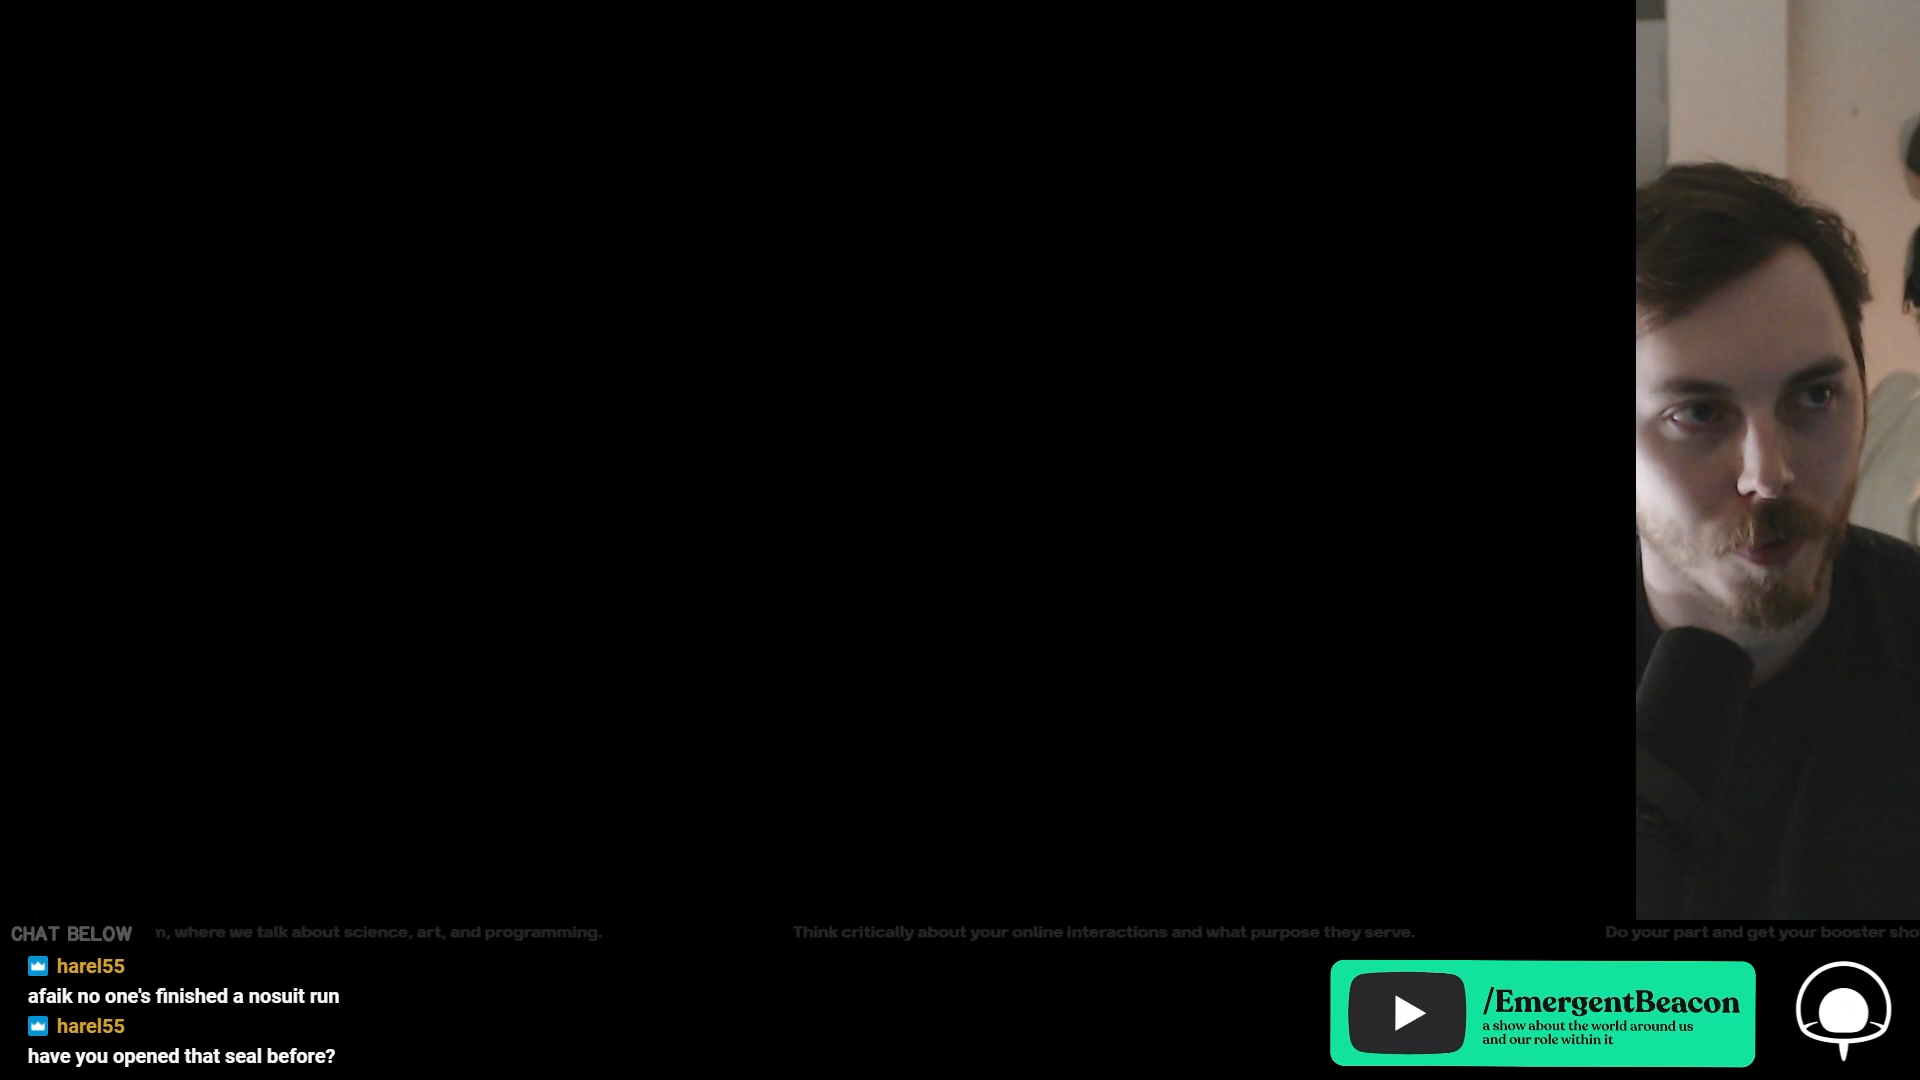 CHAT BELOW
n, where we talk about science, art, and programming.
Think critically about your online interactions and what purpose they serve.
Do your part and get your booster sho
harel55
afaik no one's finished a nosuit run
harel55
have you opened that seal before?
/EmergentBeacon
a show about the world around us
and our role within it